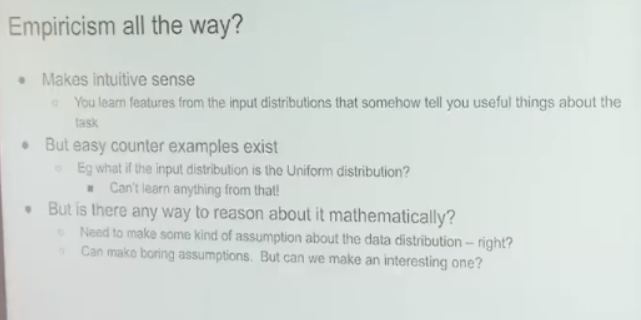 Empiricism all the way?
Makes intuitive sense
You learn features from the input distributions that somehow tell you useful things about the
task
But easy counter examples exist
Eg what if the input distribution is the Uniform distribution?
Can't learn anything from that!
But is there any way to reason about it mathematically?
Need to make some kind of assumption about the data distribution – right?
Can make boring assumptions. But can we make an interesting one?